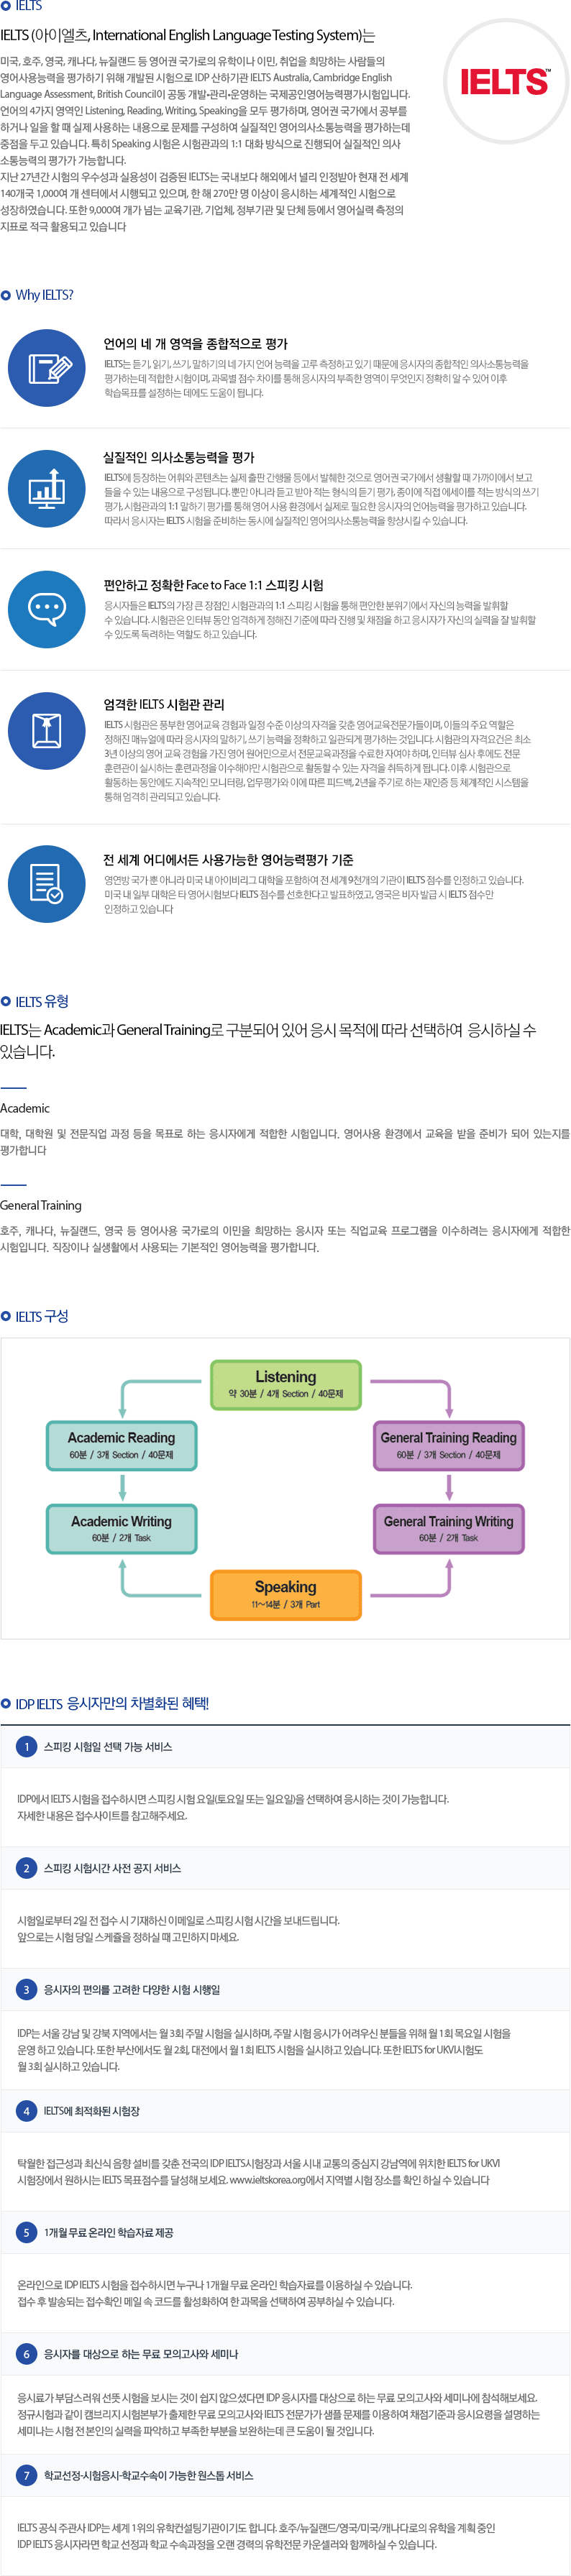 IELTS
IELTS (아이엘츠, International English Language Testing System)는
IELTS™
미국, 호주, 영국, 캐나다, 뉴질랜드 등 영어권 국가로의 유학이나 이민, 취업을 희망하는 사람들의
영어사용능력을 평가하기 위해 개발된 시험으로 IDP 산하기관 IELTS Australia, Cambridge English
Language Assessment, British Council이 공동 개발•관리•운영하는 국제공인영어능력평가시험입니다.
언어의 4가지 영역인 Listening, Reading, Writing, Speaking을 모두 평가하며, 영어권 국가에서 공부를
하거나 일을 할 때 실제 사용하는 내용으로 문제를 구성하여 실질적인 영어의사소통능력을 평가하는데
중점을 두고 있습니다. 특히 Speaking 시험은 시험관과의 1:1 대화 방식으로 진행되어 실질적인 의사
소통능력의 평가가 가능합니다.
지난 27년간 시험의 우수성과 실용성이 검증된 IELTS는 국내보다 해외에서 널리 인정받아 현재 전 세계
140개국 1,000여 개 센터에서 시행되고 있으며, 한 해 270만 명 이상이 응시하는 세계적인 시험으로
성장하였습니다. 또한 9,000여 개가 넘는 교육기관, 기업체, 정부기관 및 단체 등에서 영어실력 측정의
지표로 적극 활용되고 있습니다
Why IELTS?
언어의 네 개 영역을 종합적으로 평가
IELTS는 듣기, 읽기, 쓰기, 말하기의 네 가지 언어 능력을 고루 측정하고 있기 때문에 응시자의 종합적인 의사소통능력을
평가하는데 적합한 시험이며, 과목별 점수 차이를 통해 응시자의 부족한 영역이 무엇인지 정확히 알 수 있어 이후
학습목표를 설정하는 데에도 도움이 됩니다.
실질적인 의사소통능력을 평가
IELTS에 등장하는 어휘와 콘텐츠는 실제 출판 간행물 등에서 발췌한 것으로 영어권 국가에서 생활할 때 가까이에서 보고
들을 수 있는 내용으로 구성됩니다. 뿐만 아니라 듣고 받아 적는 형식의 듣기 평가, 종이에 직접 에세이를 적는 방식의 쓰기
평가, 시험관과의 1:1 말하기 평가를 통해 영어 사용 환경에서 실제로 필요한 응시자의 언어능력을 평가하고 있습니다.
따라서 응시자는 IELTS 시험을 준비하는 동시에 실질적인 영어의사소통능력을 향상시킬 수 있습니다.
편안하고 정확한 Face to Face 1:1 스피킹 시험
응시자들은 IELTS의 가장 큰 장점인 시험관과의 1:1 스피킹 시험을 통해 편안한 분위기에서 자신의 능력을 발휘할
수 있습니다. 시험관은 인터뷰 동안 엄격하게 정해진 기준에 따라 진행 및 채점을 하고 응시자가 자신의 실력을 잘 발휘할
수 있도록 독려하는 역할도 하고 있습니다.
엄격한 IELTS 시험관 관리
IELTS 시험관은 풍부한 영어교육 경험과 일정 수준 이상의 자격을 갖춘 영어교육전문가들이며, 이들의 주요 역할은
정해진 매뉴얼에 따라 응시자의 말하기, 쓰기 능력을 정확하고 일관되게 평가하는 것입니다. 시험관의 자격요건은 최소
3년 이상의 영어 교육 경험을 가진 영어 원어민으로서 전문교육과정을 수료한 자여야 하며, 인터뷰 심사 후에도 전문
훈련관이 실시하는 훈련과정을 이수해야만 시험관으로 활동할 수 있는 자격을 취득하게 됩니다. 이후 시험관으로
활동하는 동안에도 지속적인 모니터링, 업무평가와 이에 따른 피드백, 2년을 주기로 하는 재인증 등 체계적인 시스템을
통해 엄격히 관리되고 있습니다.
전 세계 어디에서든 사용가능한 영어능력평가 기준
영연방 국가 뿐 아니라 미국 내 아이비리그 대학을 포함하여 전 세계 9천개의 기관이 IELTS 점수를 인정하고 있습니다.
미국 내 일부 대학은 타 영어시험보다 IELTS 점수를 선호한다고 발표하였고, 영국은 비자 발급 시 IELTS 점수만
인정하고 있습니다
IELTS 유형
IELTS는 Academic과 General Training로 구분되어 있어 응시 목적에 따라 선택하여 응시하실 수
있습니다.
Academic
대학, 대학원 및 전문직업 과정 등을 목표로 하는 응시자에게 적합한 시험입니다. 영어사용 환경에서 교육을 받을 준비가 되어 있는지를
평가합니다
General Training
호주, 캐나다, 뉴질랜드, 영국 등 영어사용 국가로의 이민을 희망하는 응시자 또는 직업교육 프로그램을 이수하려는 응시자에게 적합한
시험입니다. 직장이나 실생활에서 사용되는 기본적인 영어능력을 평가합니다.
IELTS 구성
Listening
약 30분 / 4개 Section / 40문제
Academic Reading
60분 / 3개 Section / 40문제
General Training Reading
60분 / 3개 Section / 40문제
Academic Writing
60분 / 2개 Task
General Training Writing
60분 / 2개 Task
Speaking
11~14분 / 3개 Part
IDP IELTS 응시자만의 차별화된 혜택!
1 스피킹 시험일 선택 가능 서비스
IDP에서 IELTS 시험을 접수하시면 스피킹 시험 요일(토요일 또는 일요일)을 선택하여 응시하는 것이 가능합니다.
자세한 내용은 접수사이트를 참고해주세요.
2 스피킹 시험시간 사전 공지 서비스
시험일로부터 2일 전 접수 시 기재하신 이메일로 스피킹 시험 시간을 보내드립니다.
앞으로는 시험 당일 스케쥴을 정하실 때 고민하지 마세요.
3 응시자의 편의를 고려한 다양한 시험 시행일
IDP는 서울 강남 및 강북 지역에서는 월 3회 주말 시험을 실시하며, 주말 시험 응시가 어려우신 분들을 위해 월 1회 목요일 시험을
운영 하고 있습니다. 또한 부산에서도 월 2회, 대전에서 월 1회 IELTS 시험을 실시하고 있습니다. 또한 IELTS for UKVI시험도
월 3회 실시하고 있습니다.
4 IELTS에 최적화된 시험장
탁월한 접근성과 최신식 음향 설비를 갖춘 전국의 IDP IELTS시험장과 서울 시내 교통의 중심지 강남역에 위치한 IELTS for UKVI
시험장에서 원하시는 IELTS 목표점수를 달성해 보세요. www.ieltskorea.org에서 지역별 시험 장소를 확인 하실 수 있습니다
5 1개월 무료 온라인 학습자료 제공
온라인으로 IDP IELTS 시험을 접수하시면 누구나 1개월 무료 온라인 학습자료를 이용하실 수 있습니다.
접수 후 발송되는 접수확인 메일 속 코드를 활성화하여 한 과목을 선택하여 공부하실 수 있습니다.
6 응시자를 대상으로 하는 무료 모의고사와 세미나
응시료가 부담스러워 선뜻 시험을 보시는 것이 쉽지 않으셨다면 IDP 응시자를 대상으로 하는 무료 모의고사와 세미나에 참석해보세요.
정규시험과 같이 캠브리지 시험본부가 출제한 무료 모의고사와 IELTS 전문가가 샘플 문제를 이용하여 채점기준과 응시요령을 설명하는
세미나는 시험 전 본인의 실력을 파악하고 부족한 부분을 보완하는데 큰 도움이 될 것입니다.
7 학교선정-시험응시-학교수속이 가능한 원스톱 서비스
IELTS 공식 주관사 IDP는 세계 1위의 유학컨설팅기관이기도 합니다. 호주/뉴질랜드/영국/미국/캐나다로의 유학을 계획 중인
IDP IELTS 응시자라면 학교 선정과 학교 수속과정을 오랜 경력의 유학전문 카운셀러와 함께하실 수 있습니다.